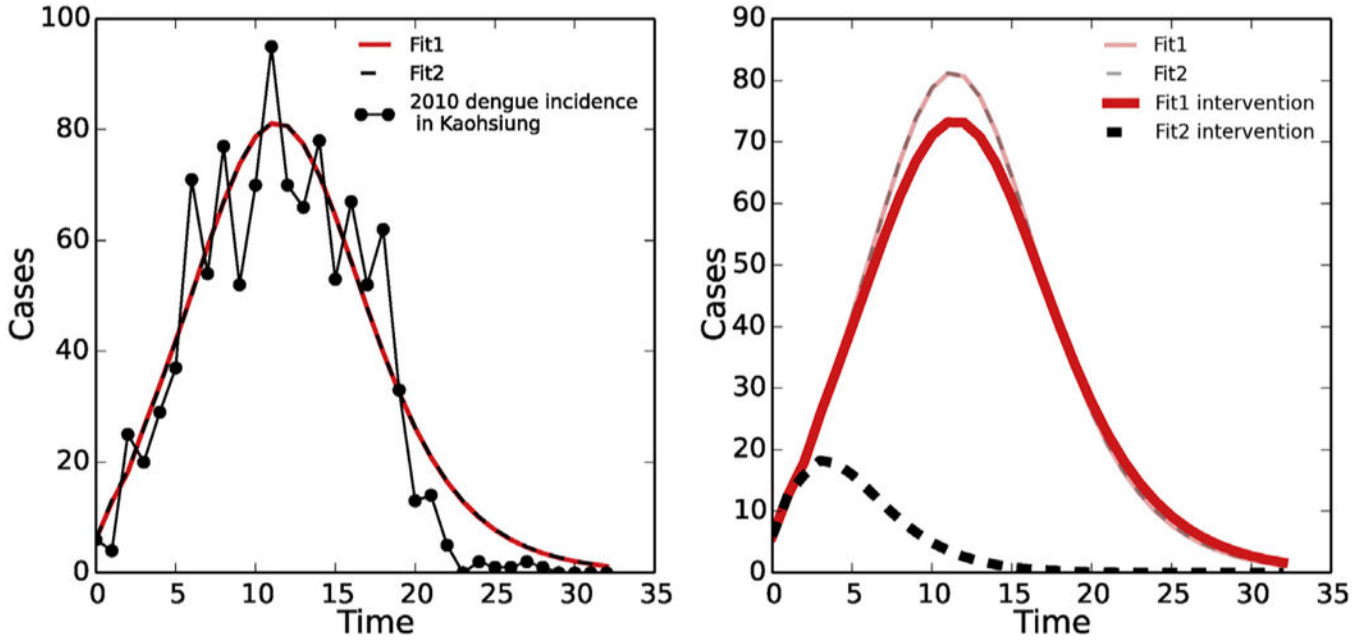 100
80
60
40
20
0
Cases
0 5 10 15 20 25 30 35
Time
Fit1
Fit2
2010 dengue incidence
in Kaohsiung
90
80
70
60
50
40
30
20
10
0
Cases
0 5 10 15 20 25 30 35
Time
Fit1
Fit2
Fit1 intervention
Fit2 intervention